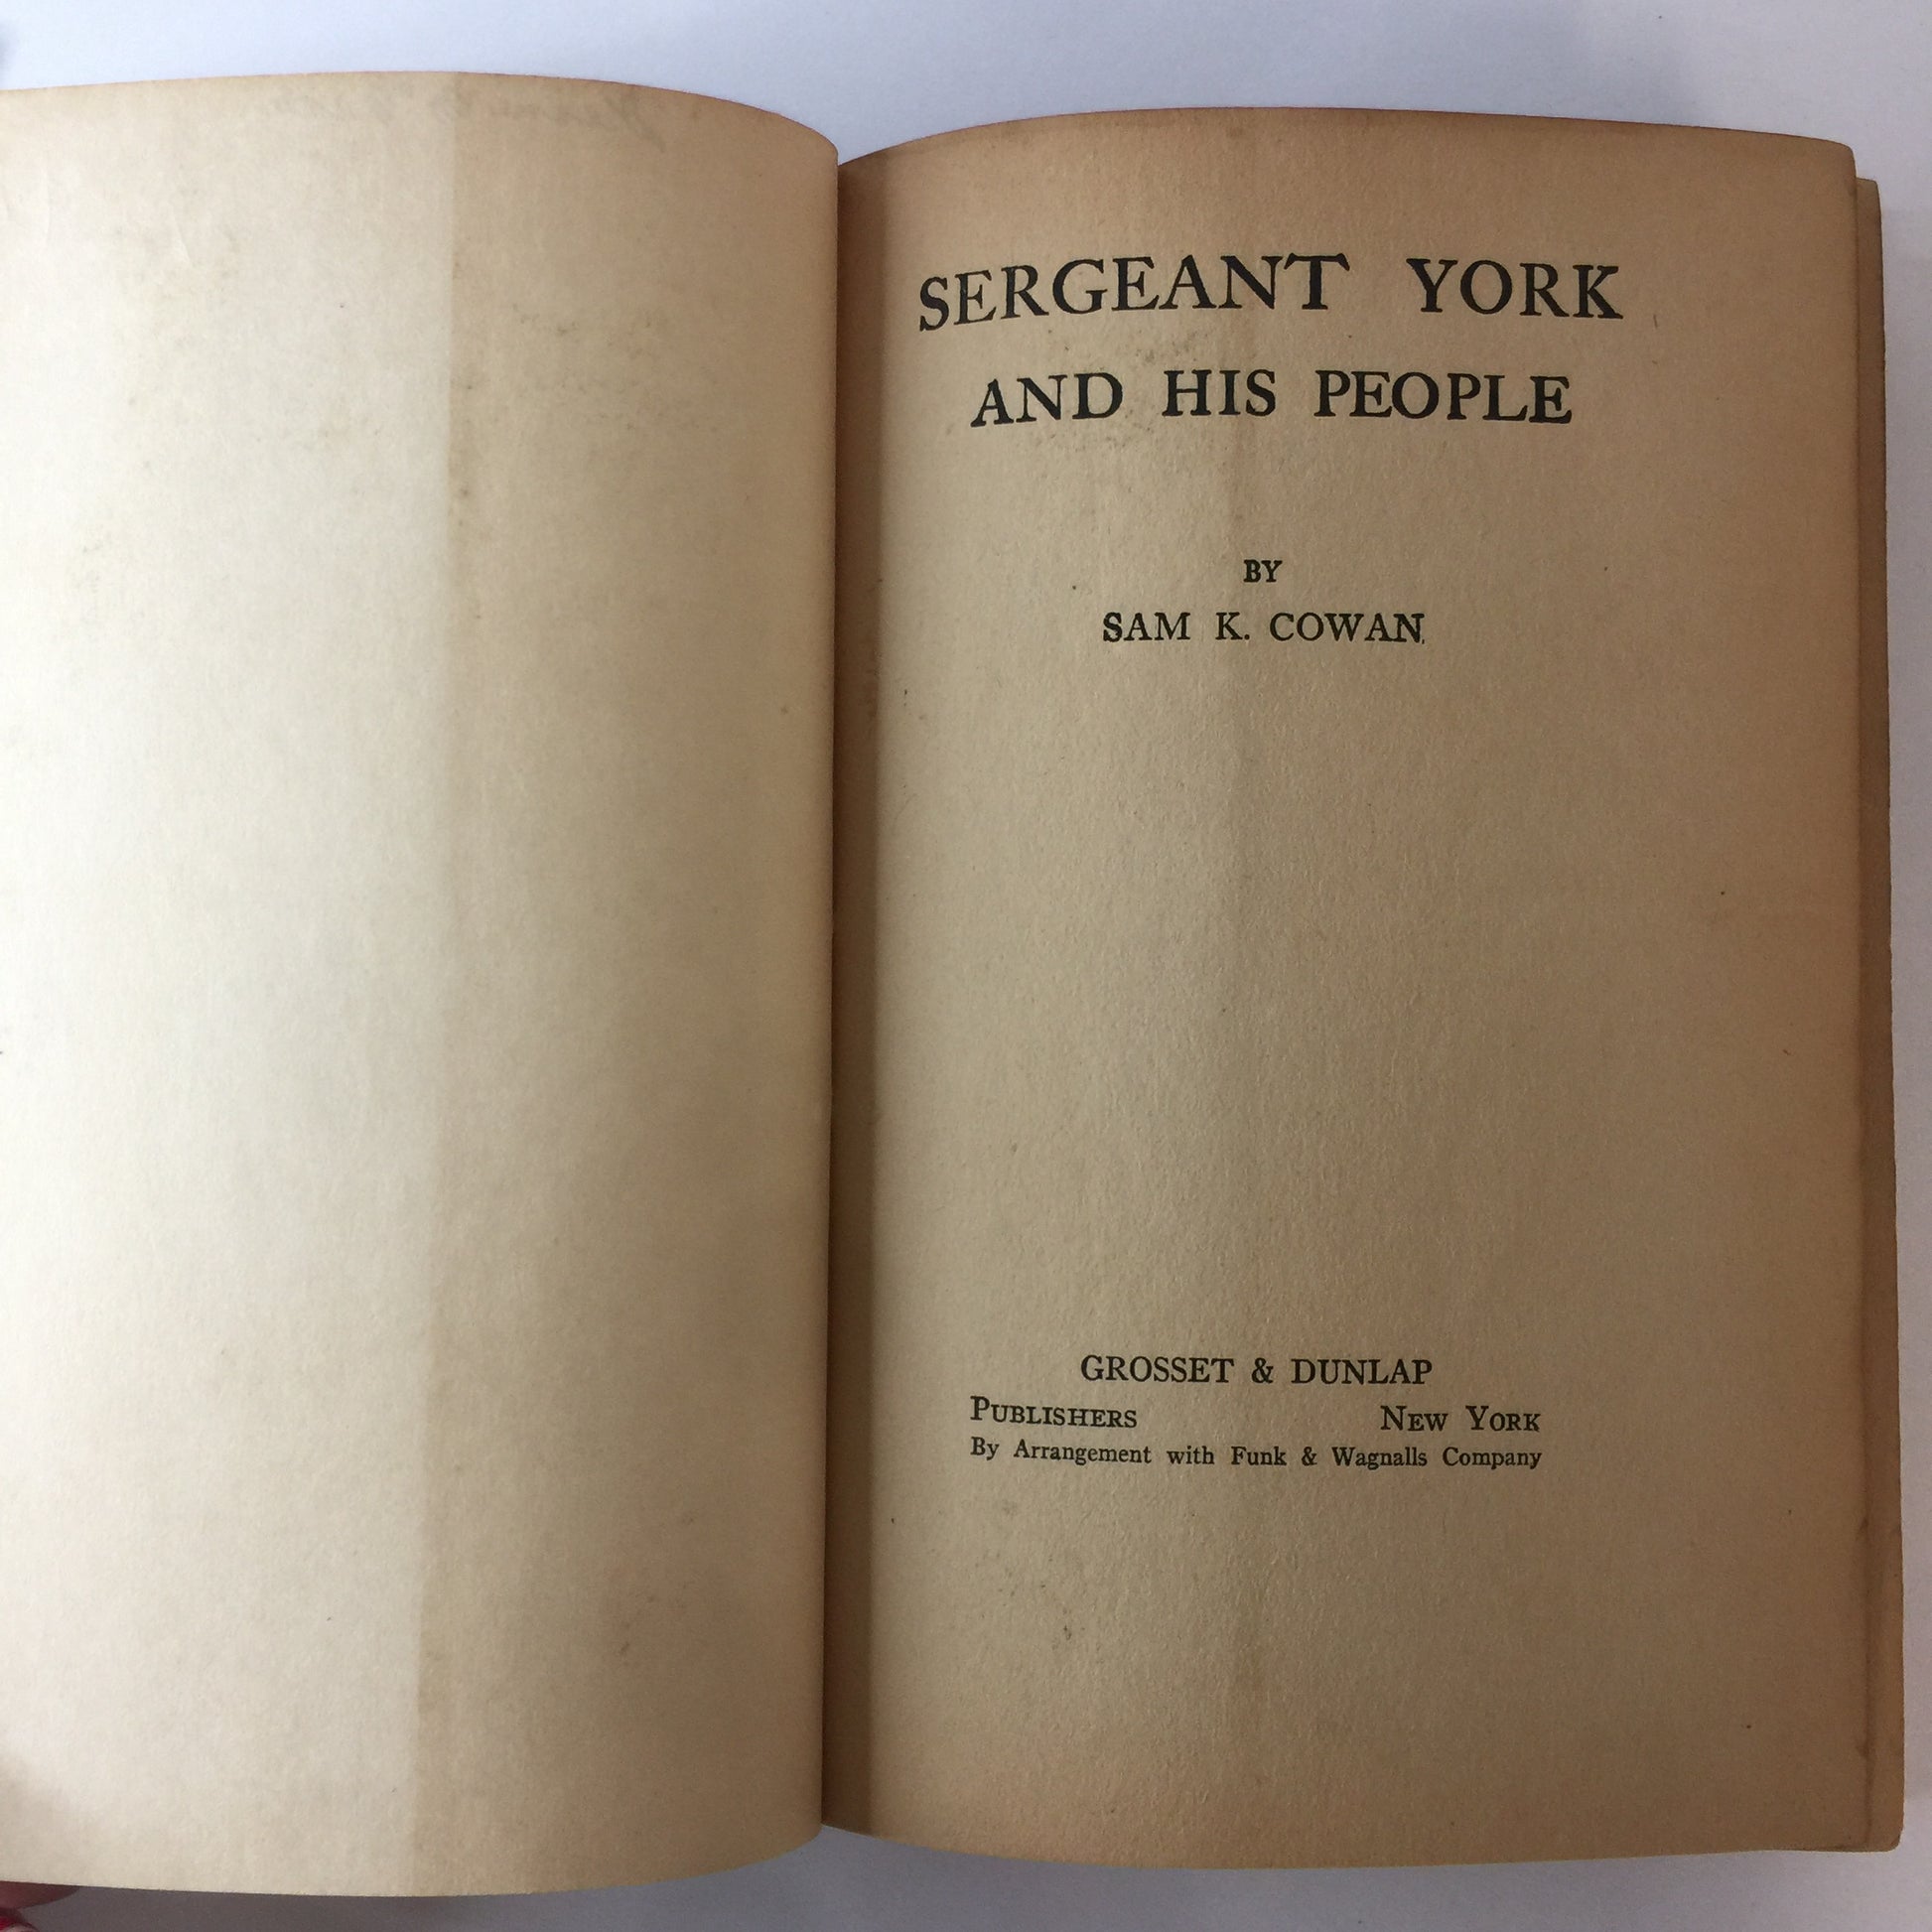 SERGEANT YORK
AND HIS PEOPLE
BY
SAM K. COWAN
GROSSET & DUNLAP
PUBLISHERS NEW YORK
By Arrangement with Funk & Wagnalls Company